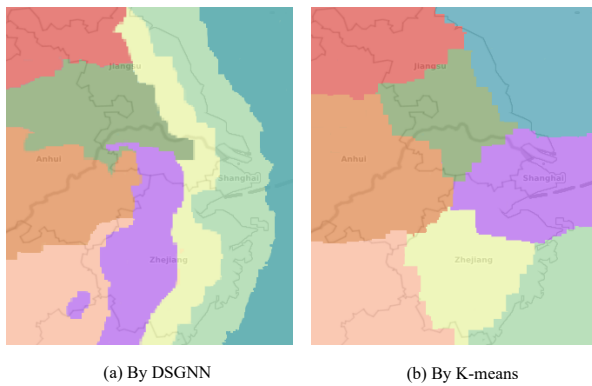 Jiangsu
Jiangsu
Anhui
Anhui
Shanghai
Shanghai
Zhejiang
Zhejiang
(a) By DSGNN
(b) By K-means